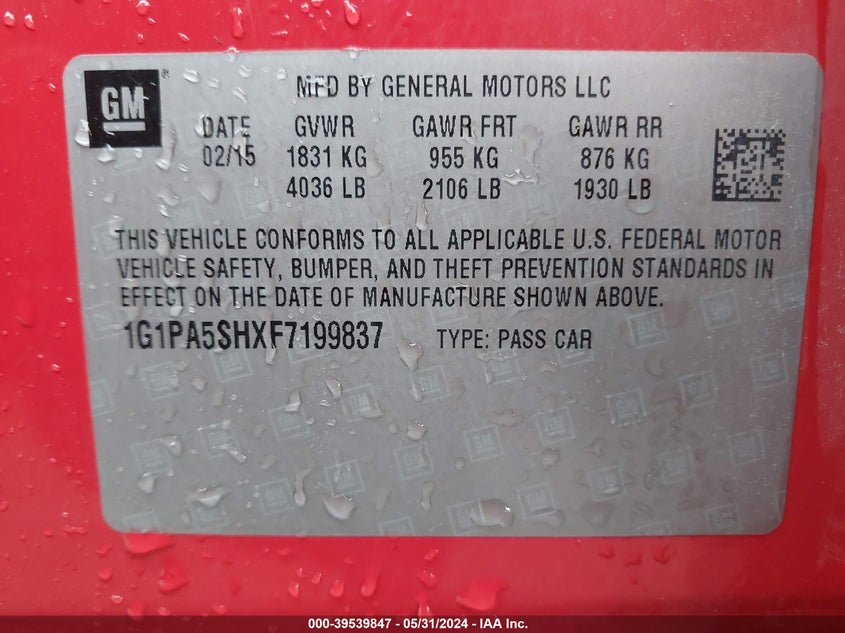 GM®
MFD BY GENERAL MOTORS LLC
DATE GVWR GAWR FRT GAWR RR
02/15 1831 KG 955 KG 876 KG
4036 LB 2106 LB 1930 LB
THIS VEHICLE CONFORMS TO ALL APPLICABLE U.S. FEDERAL MOTOR
VEHICLE SAFETY, BUMPER, AND THEFT PREVENTION STANDARDS IN
EFFECT ON THE DATE OF MANUFACTURE SHOWN ABOVE.
1G1PA5SHXF7199837 TYPE: PASS CAR
000-39539847 / 05/31/2024 - IAA Inc.